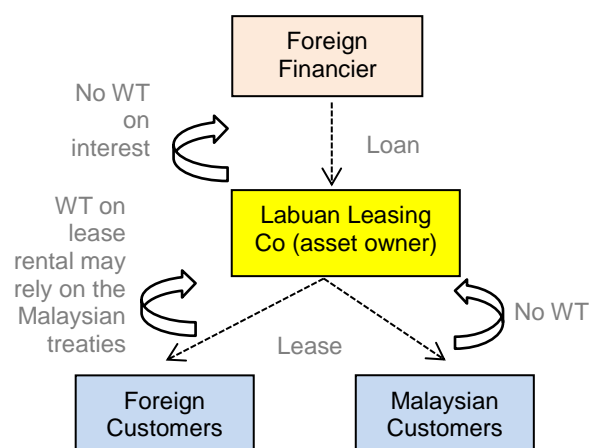 Foreign
Financier
No WT
on
interest
Loan
Labuan Leasing
Co (asset owner)
WT on
lease
rental may
rely on the
Malaysian
treaties
No WT
Lease
Foreign
Customers
Malaysian
Customers